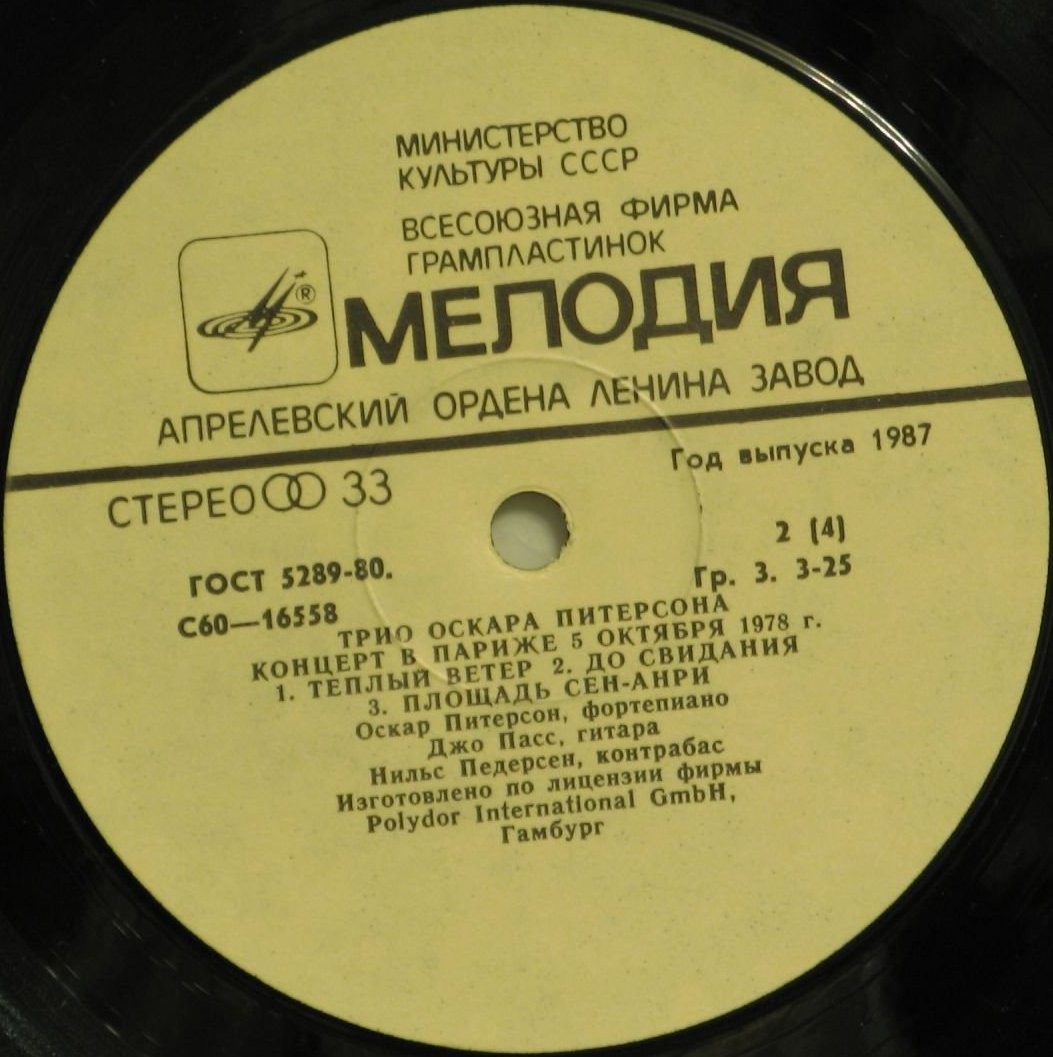 МИНИСТЕРСТВО
КУЛЬТУРЫ СССР
ВСЕСОЮЗНАЯ ФИРМА
ГРАМПЛАСТИНОК
®
МЕЛОДИЯ
АПРЕЛЕВСКИЙ ОРДЕНА ЛЕНИНА ЗАВОД
Год выпуска 1987
СТЕРЕО 33
2 (4)
ГОСТ 5289-80.
Гр. 3. 3-25
С60—16558
ТРИО ОСКАРА ПИТЕРСОНА
КОНЦЕРТ В ПАРИЖЕ 5 ОКТЯБРЯ 1978 г.
1. ТЕПЛЫЙ ВЕТЕР 2. ДО СВИДАНИЯ
3. ПЛОЩАДЬ СЕН-АНРИ
Оскар Питерсон, фортепиано
Джо Пасс, гитара
Нильс Педерсен, контрабас
Изготовлено по лицензии фирмы
Polydor International GmbH,
Гамбург